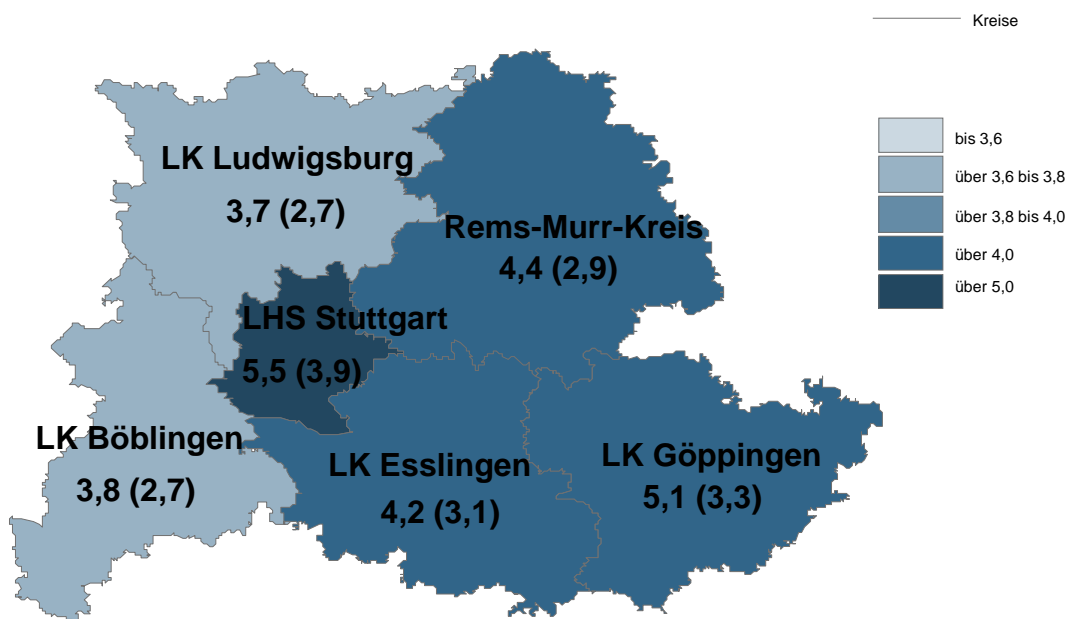 Kreise
bis 3,6
über 3,6 bis 3,8
über 3,8 bis 4,0
über 4,0
über 5,0
LK Ludwigsburg
3,7 (2,7)
Rems-Murr-Kreis
4,4 (2,9)
LHS Stuttgart
5,5 (3,9)
LK Böblingen
3,8 (2,7)
LK Esslingen
4,2 (3,1)
LK Göppingen
5,1 (3,3)